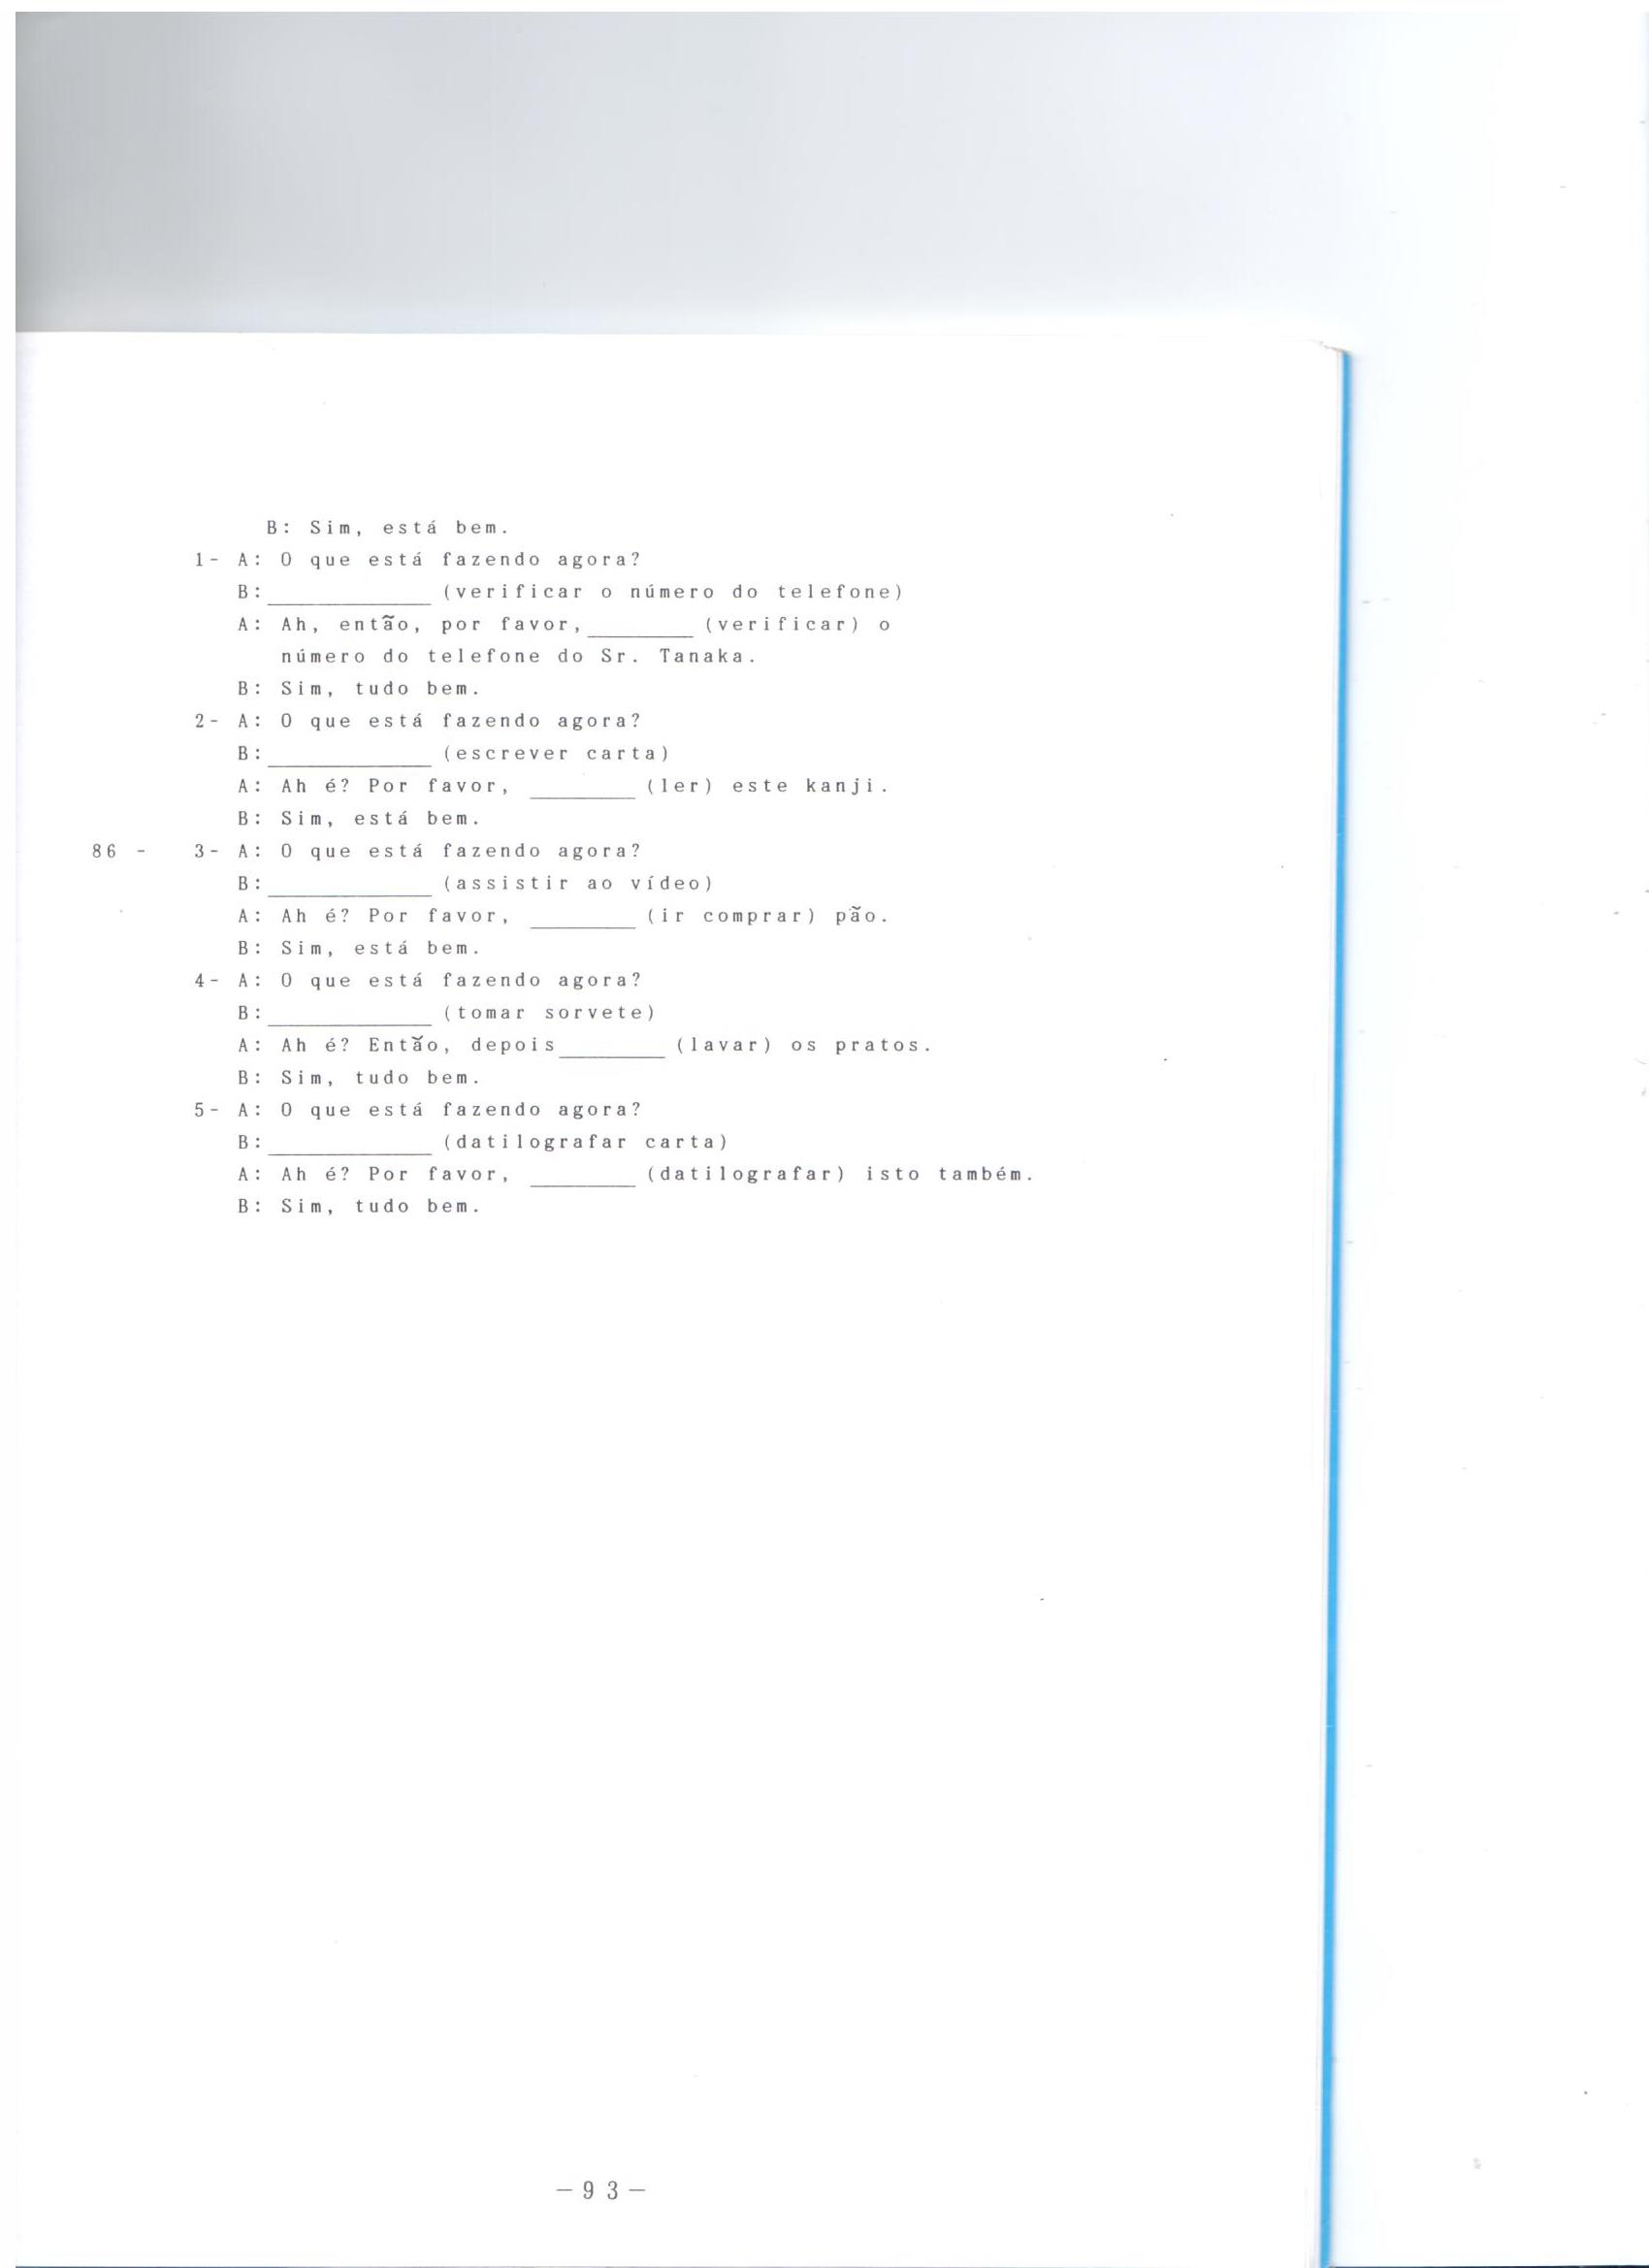 B: Sim, está bem.
1- A: O que está fazendo agora?
B:____________ (verificar o número do telefone)
A: Ah, então, por favor,________ (verificar) o
número do telefone do Sr. Tanaka.
B: Sim, tudo bem.
2- A: O que está fazendo agora?
B:____________ (escrever carta)
A: Ah é? Por favor, ________ (ler) este kanji.
B: Sim, está bem.
86 - 3- A: O que está fazendo agora?
B:____________ (assistir ao vídeo)
A: Ah é? Por favor, ________ (ir comprar) pão.
B: Sim, está bem.
4- A: O que está fazendo agora?
B:____________ (tomar sorvete)
A: Ah é? Então, depois________ (lavar) os pratos.
B: Sim, tudo bem.
5- A: O que está fazendo agora?
B:____________ (datilografar carta)
A: Ah é? Por favor, ________ (datilografar) isto também.
B: Sim, tudo bem.
—93—